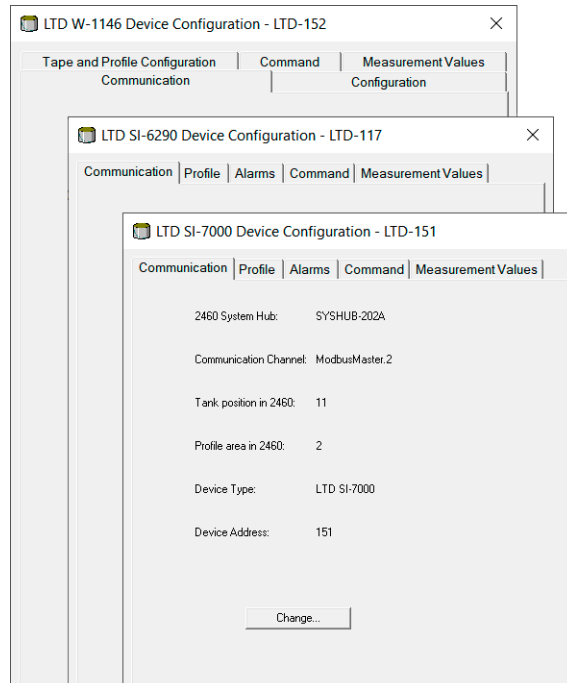 LTD W-1146 Device Configuration - LTD-152
Tape and Profile Configuration Command Measurement Values
Communication Configuration
LTD SI-6290 Device Configuration - LTD-117
Communication Profile Alarms Command Measurement Values
LTD SI-7000 Device Configuration - LTD-151
Communication Profile Alarms Command Measurement Values
2460 System Hub: SYSHUB-202A
Communication Channel: ModbusMaster.2
Tank position in 2460: 11
Profile area in 2460: 2
Device Type: LTD SI-7000
Device Address: 151
Change...